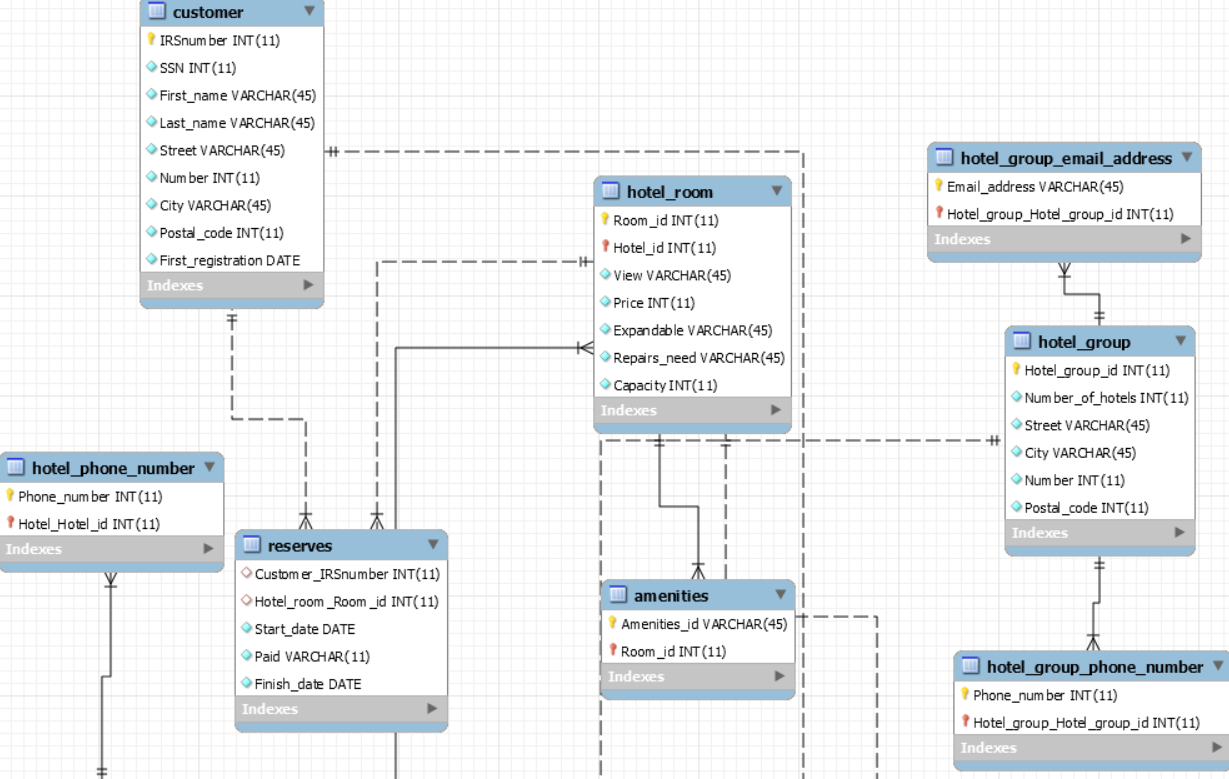 customer
IRSnumber INT(11)
SSN INT(11)
First_name VARCHAR(45)
Last_name VARCHAR(45)
Street VARCHAR(45)
Number INT(11)
City VARCHAR(45)
Postal_code INT(11)
First_registration DATE
Indexes
hotel_room
Room_id INT(11)
Hotel_id INT(11)
View VARCHAR(45)
Price INT(11)
Expandable VARCHAR(45)
Repairs_need VARCHAR(45)
Capacity INT(11)
Indexes
hotel_group_email_address
Email_address VARCHAR(45)
Hotel_group_Hotel_group_id INT(11)
Indexes
hotel_group
Hotel_group_id INT(11)
Number_of_hotels INT(11)
Street VARCHAR(45)
City VARCHAR(45)
Number INT(11)
Postal_code INT(11)
Indexes
hotel_phone_number
Phone_number INT(11)
Hotel_Hotel_id INT(11)
Indexes
reserves
Customer_IRSnumber INT(11)
Hotel_room_Room_id INT(11)
Start_date DATE
Paid VARCHAR(11)
Finish_date DATE
Indexes
amenities
Amenities_id VARCHAR(45)
Room_id INT(11)
Indexes
hotel_group_phone_number
Phone_number INT(11)
Hotel_group_Hotel_group_id INT(11)
Indexes